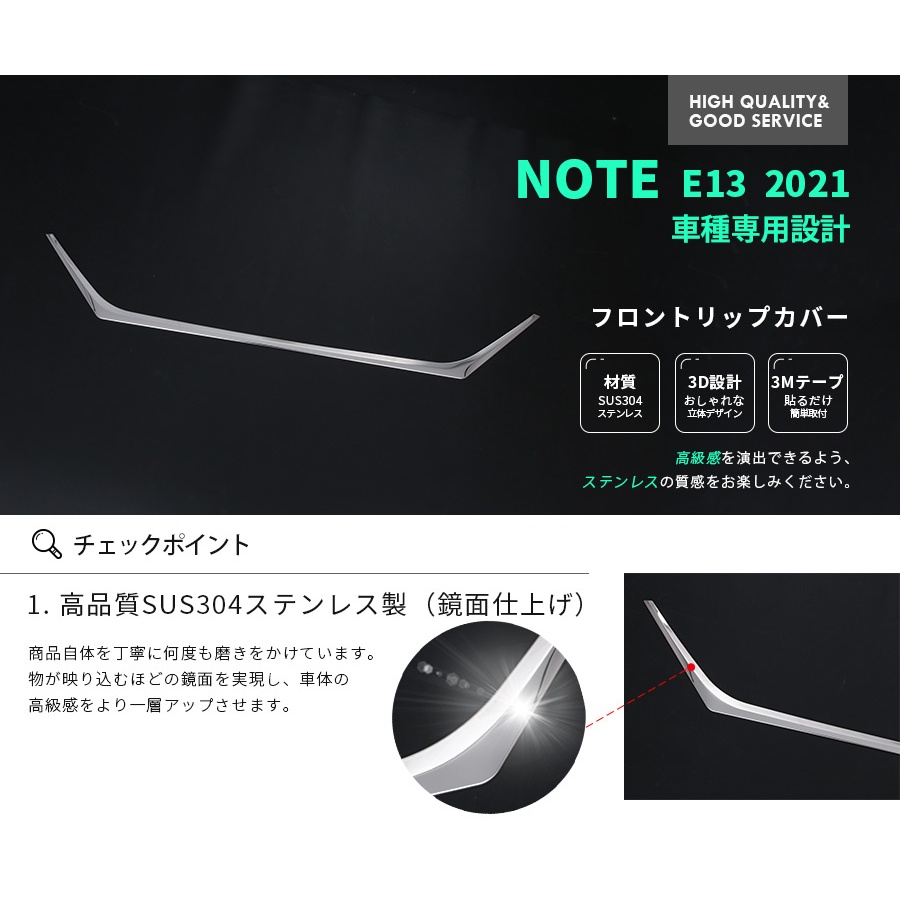 HIGH QUALITY&
GOOD SERVICE
NOTE E13 2021
車種専用設計
フロントリップカバー
材質
SUS304
ステンレス
3D設計
おしゃれな
立体デザイン
3Mテープ
貼るだけ
簡単取付
高級感を演出できるよう、
ステンレスの質感をお楽しみください。
チェックポイント
1. 高品質SUS304ステンレス製（鏡面仕上げ）
商品自体を丁寧に何度も磨きをかけています。
物が映り込むほどの鏡面を実現し、車体の
高級感をより一層アップさせます。